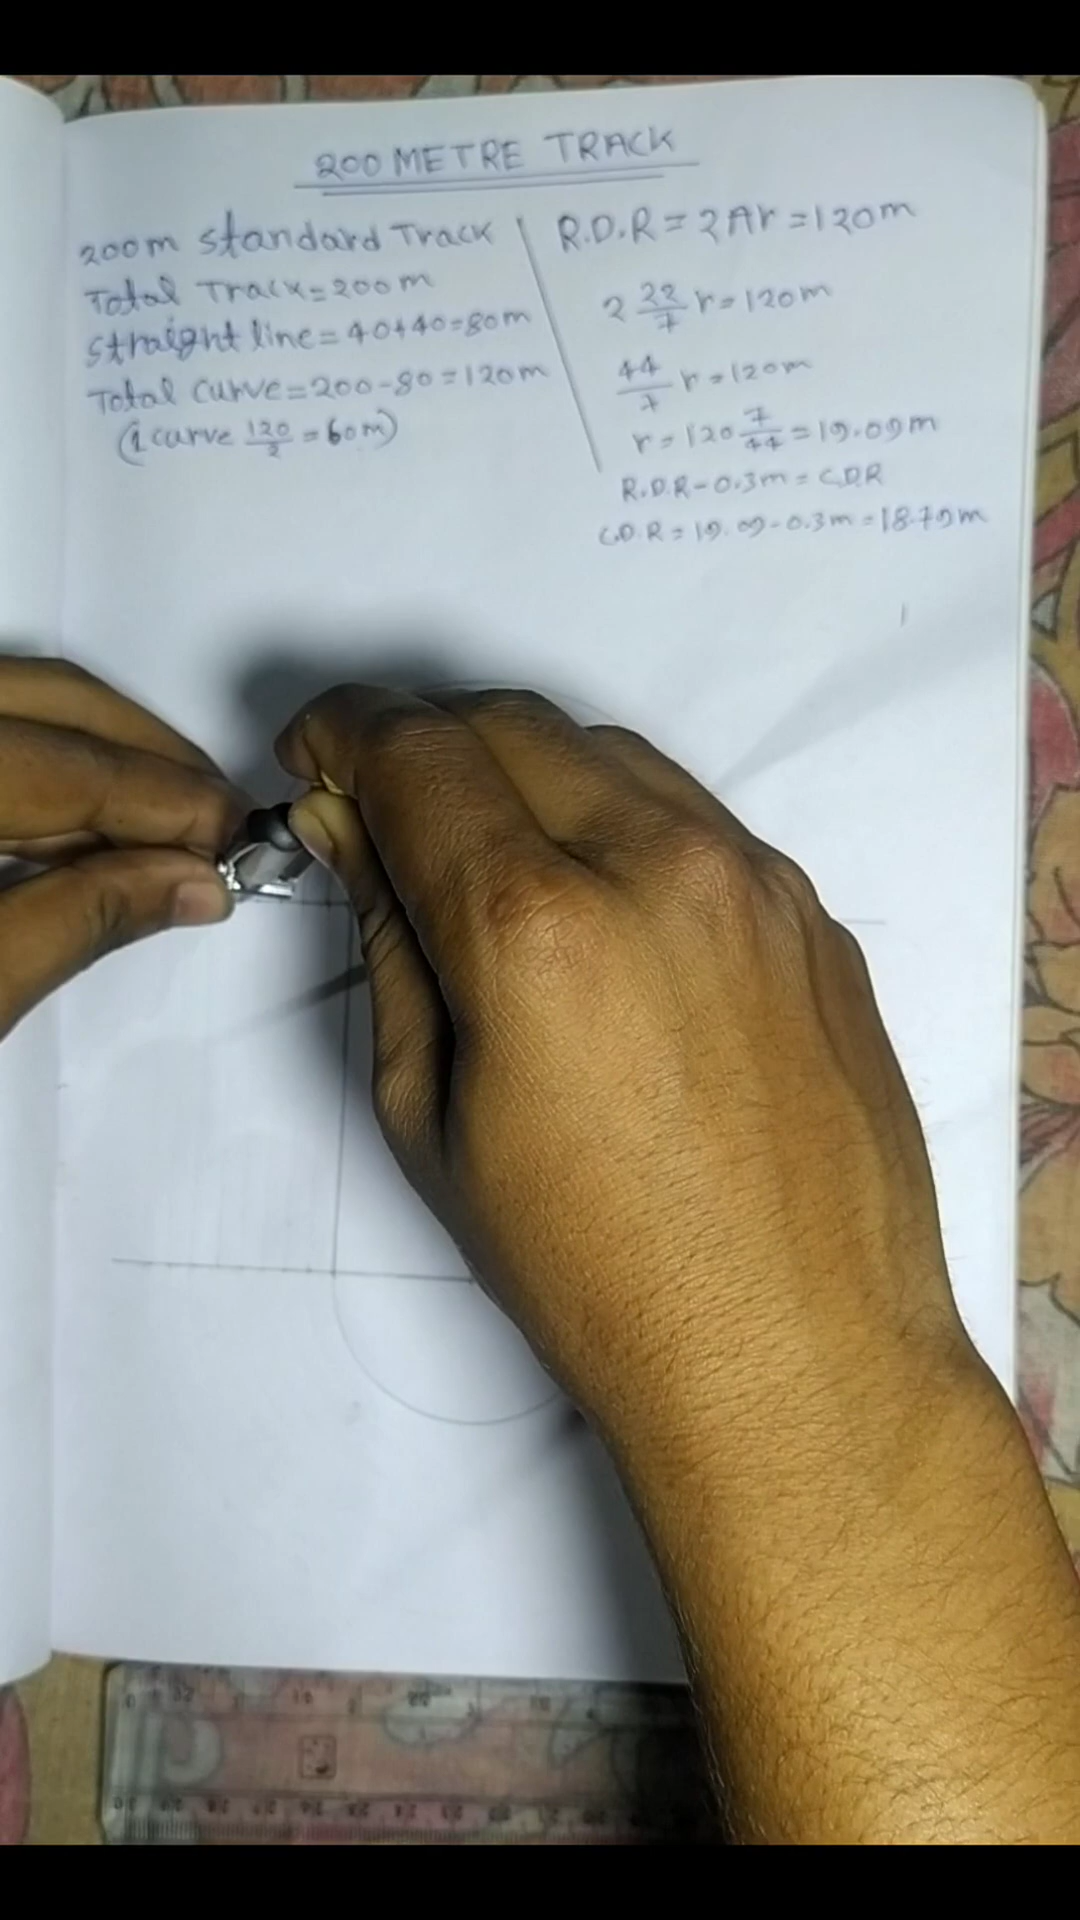 200 METRE TRACK
200m standard Track
Total Track=200m
straight line=40+40=80m
Total curve=200-80=120m
(1 curve 120/2=60m)
R.D.R=2πr=120m
2 22/7 r=120m
44/7 r=120m
r=120 7/44=19.09m
R.D.R-0.3m=C.D.R
C.D.R=19.09-0.3m=18.79m